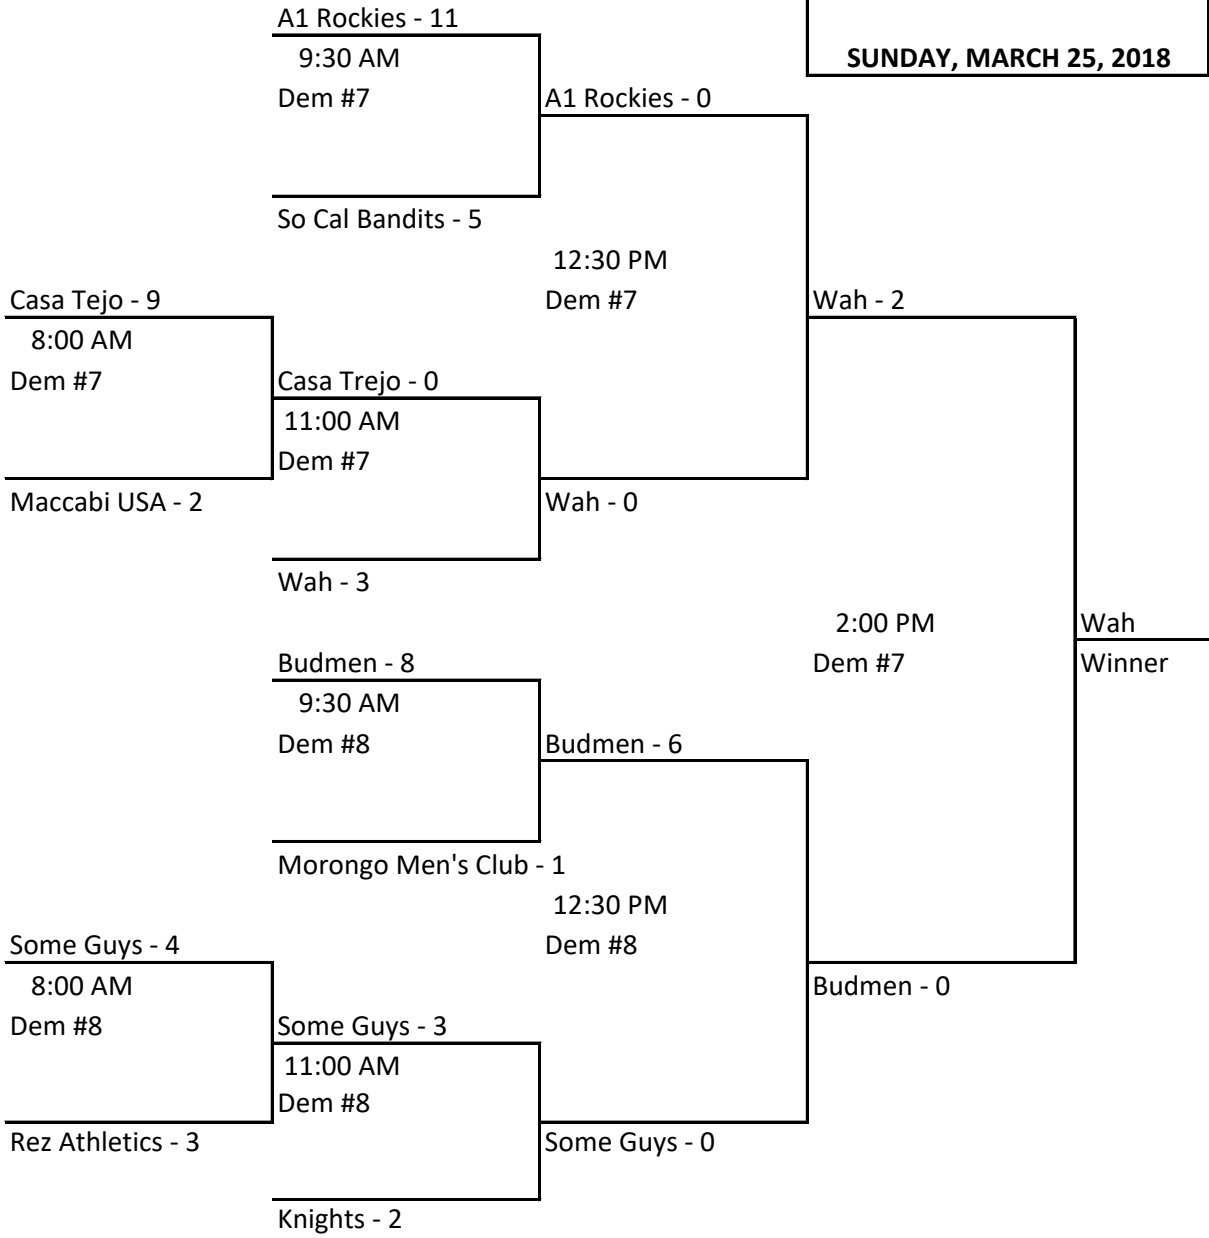 A1 Rockies - 11
9:30 AM
SUNDAY, MARCH 25, 2018
Dem #7
A1 Rockies - 0
So Cal Bandits - 5
12:30 PM
Casa Tejo - 9
Dem #7
Wah - 2
8:00 AM
Dem #7
Casa Trejo - 0
11:00 AM
Dem #7
Maccabi USA - 2
Wah - 0
Wah - 3
2:00 PM
Wah
Budmen - 8
Dem #7
Winner
9:30 AM
Dem #8
Budmen - 6
Morongo Men's Club - 1
12:30 PM
Some Guys - 4
Dem #8
8:00 AM
Budmen - 0
Dem #8
Some Guys - 3
11:00 AM
Dem #8
Rez Athletics - 3
Some Guys - 0
Knights - 2